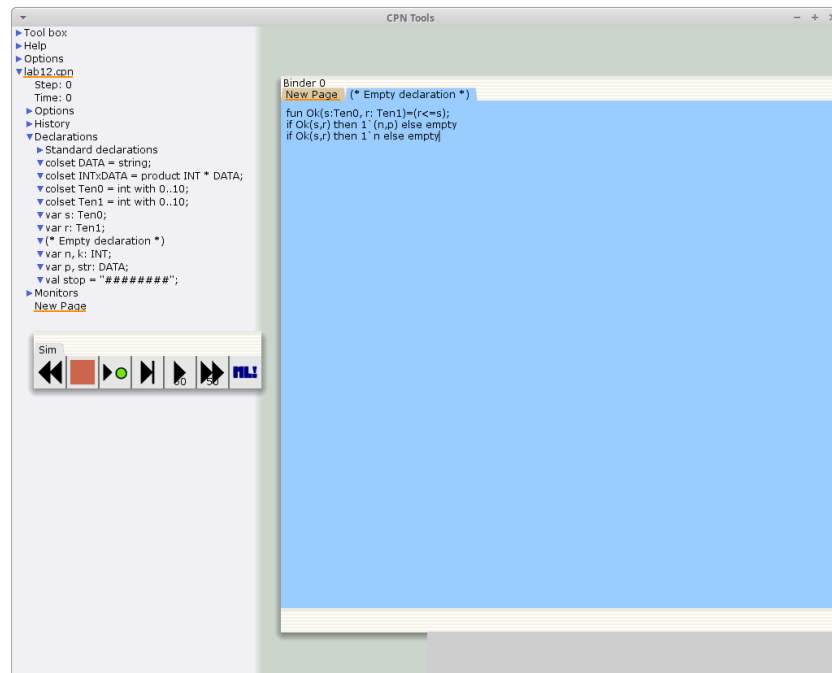 CPN Tools
Tool box
Help
Options
lab12.cpn
Step: 0
Time: 0
Options
History
Declarations
Standard declarations
colset DATA = string;
colset INTxDATA = product INT * DATA;
colset Ten0 = int with 0..10;
colset Ten1 = int with 0..10;
var s: Ten0;
var r: Ten1;
(* Empty declaration *)
var n, k: INT;
var p, str: DATA;
val stop = "########";
Monitors
New Page
Sim
50
50
ML!
Binder 0
New Page (* Empty declaration *)
fun Ok(s:Ten0, r: Ten1)=(r<=s);
if Ok(s,r) then 1`(n,p) else empty
if Ok(s,r) then 1`n else empty